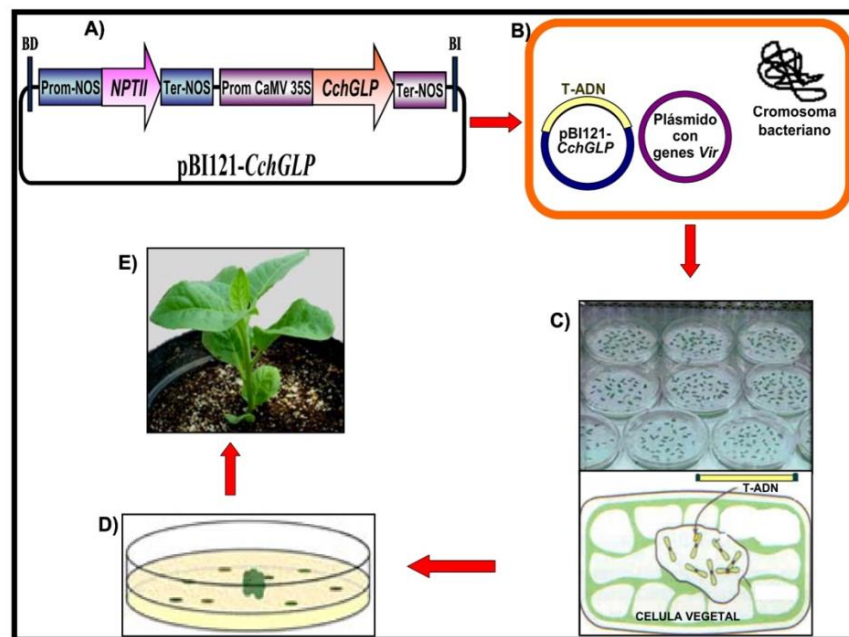 A)
BD
BI
Prom-NOS NPTII Ter-NOS Prom CaMV 35S CchGLP Ter-NOS
pBI121-CchGLP
B)
T-ADN
pBI121-
CchGLP
Plásmido
con
genes Vir
Cromosoma
bacteriano
C)
T-ADN
CELULA VEGETAL
D)
E)